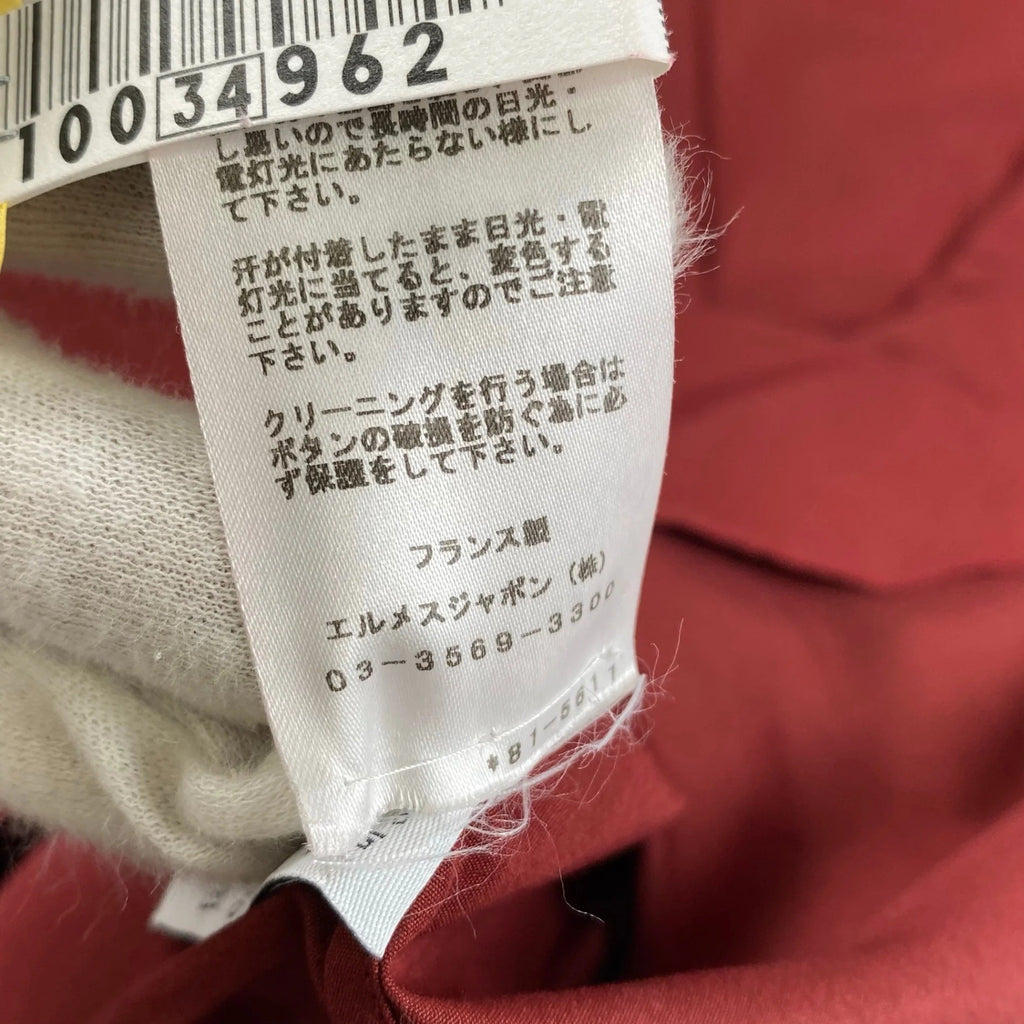 10034962
し易いので長時間の日光・
電灯光にあたらない様にし
て下さい。
汗が付着したまま日光・電
灯光に当てると、変色する
ことがありますのでご注意
下さい。
クリーニングを行う場合は
ボタンの破損を防ぐ為に必
ず保護をして下さい。
フランス製
エルメスジャポン（株）
03-3569-3300
*81-5611